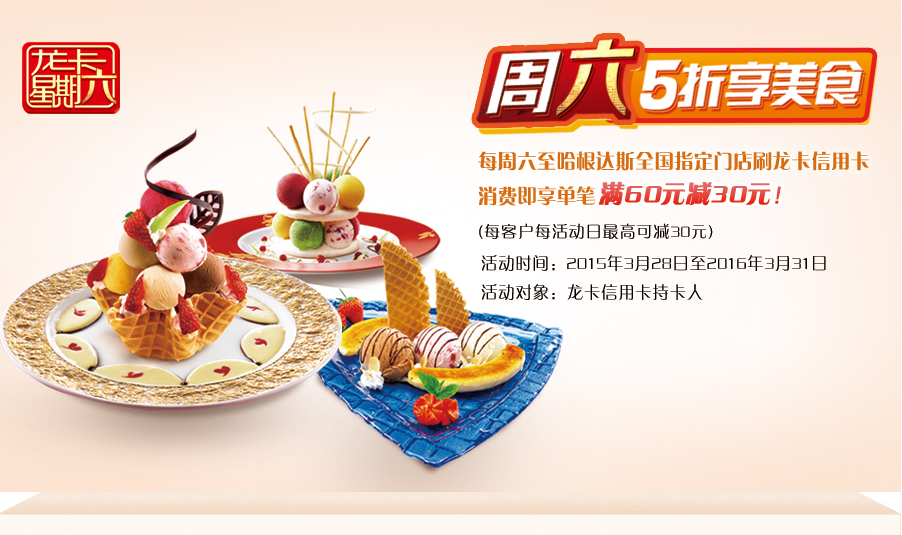 龙卡
星期六
周六 5折享美食
每周六至哈根达斯全国指定门店刷龙卡信用卡
消费即享单笔 满60元减30元！
(每客户每活动日最高可减30元)
活动时间：2015年3月28日至2016年3月31日
活动对象：龙卡信用卡持卡人